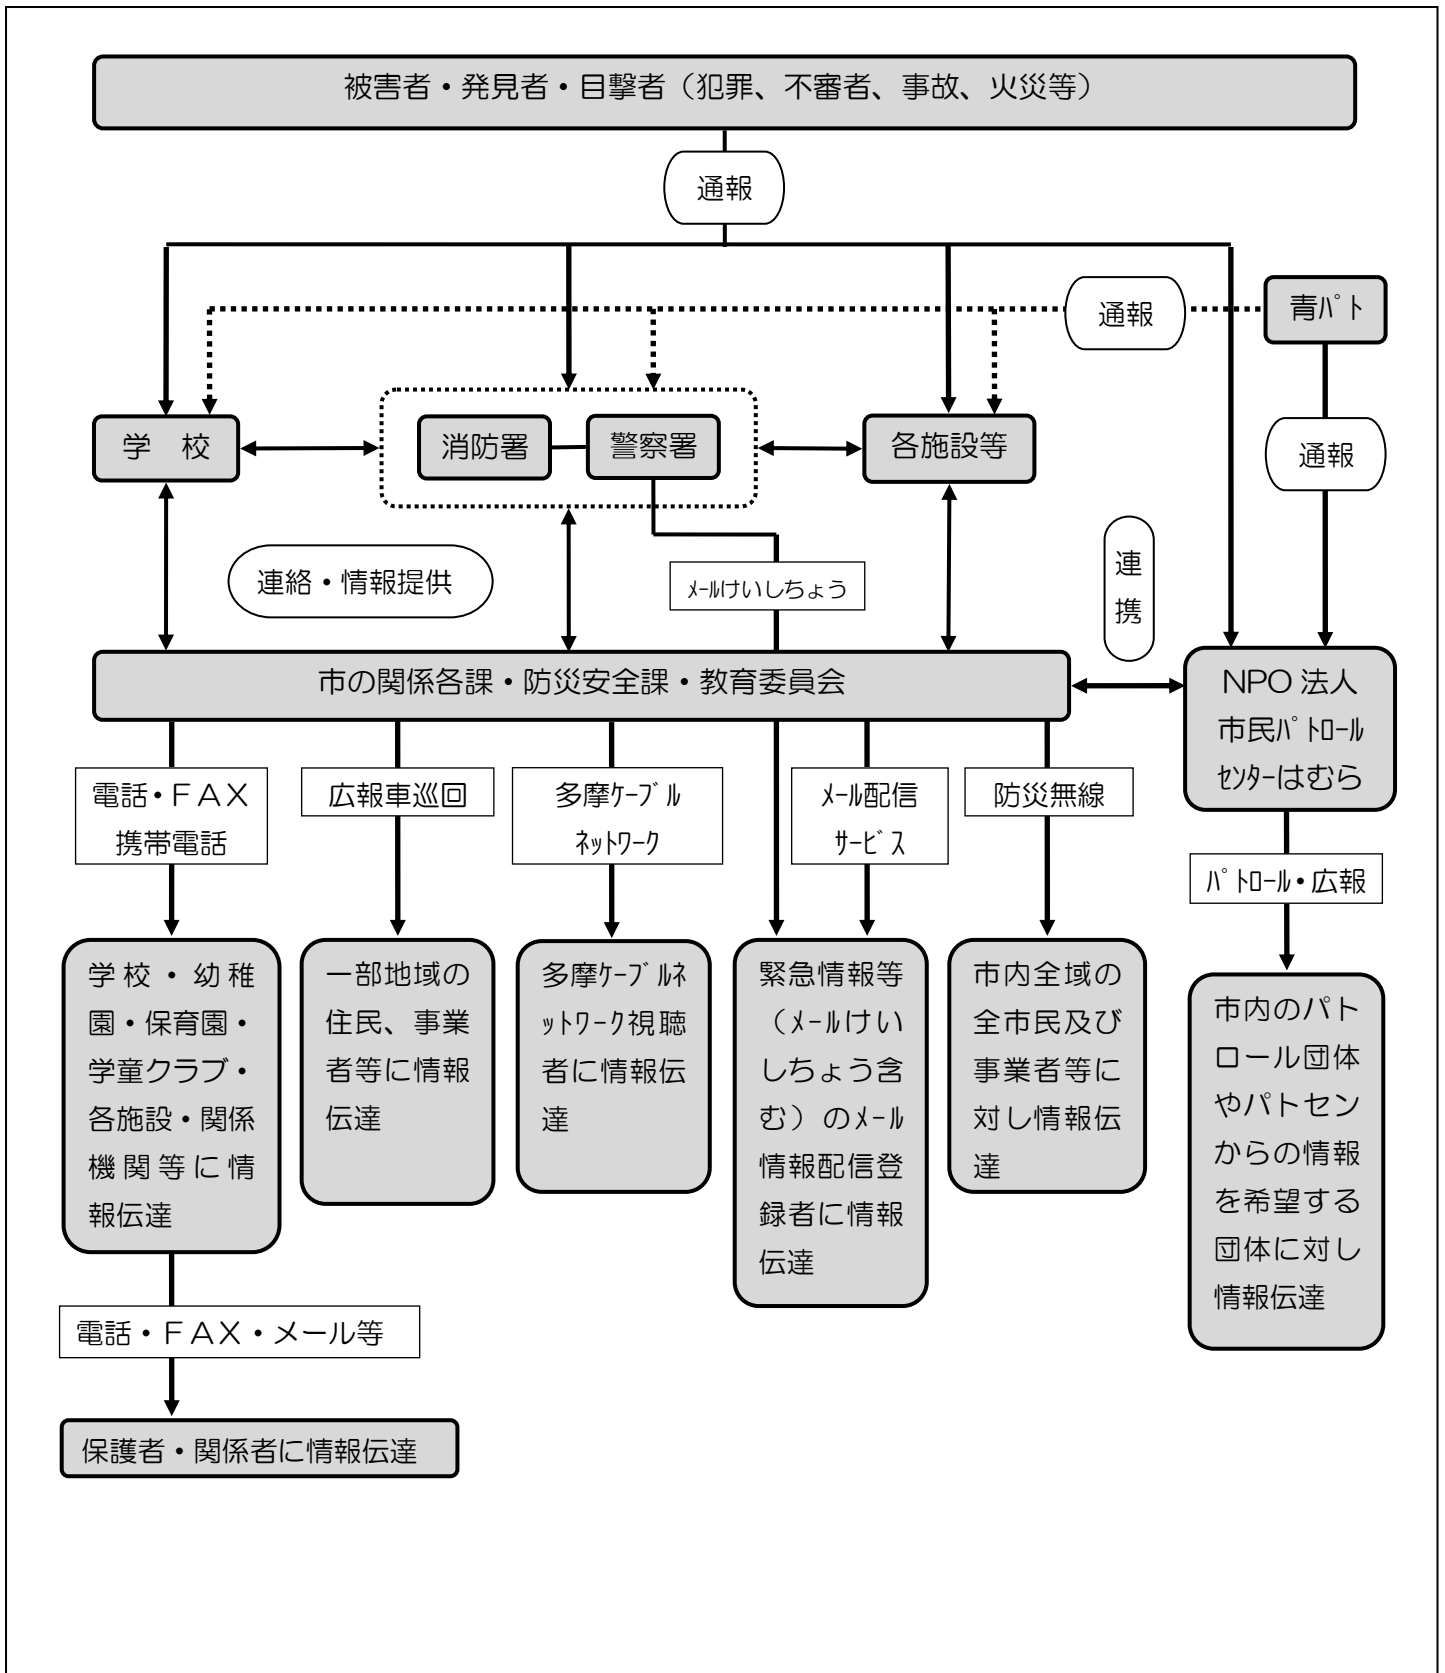 被害者・発見者・目撃者（犯罪、不審者、事故、火災等）
通報
通報
青ﾊﾟﾄ
学　校
消防署
警察署
各施設等
通報
連絡・情報提供
ﾒｰﾙけいしちょう
連
携
市の関係各課・防災安全課・教育委員会
NPO 法人
市民ﾊﾟﾄﾛｰﾙ
ｾﾝﾀｰはむら
電話・ＦＡＸ
携帯電話
広報車巡回
多摩ｹｰﾌﾞﾙ
ﾈｯﾄﾜｰｸ
ﾒｰﾙ配信
ｻｰﾋﾞｽ
防災無線
ﾊﾟﾄﾛｰﾙ・広報
学校・幼稚
園・保育園・
学童クラブ・
各施設・関係
機関等に情
報伝達
一部地域の
住民、事業
者等に情報
伝達
多摩ｹｰﾌﾞﾙﾈ
ｯﾄﾜｰｸ視聴
者に情報伝
達
緊急情報等
（ﾒｰﾙけい
しちょう含
む）のﾒｰﾙ
情報配信登
録者に情報
伝達
市内全域の
全市民及び
事業者等に
対し情報伝
達
市内のパト
ロール団体
やパトセン
からの情報
を希望する
団体に対し
情報伝達
電話・ＦＡＸ・メール等
保護者・関係者に情報伝達